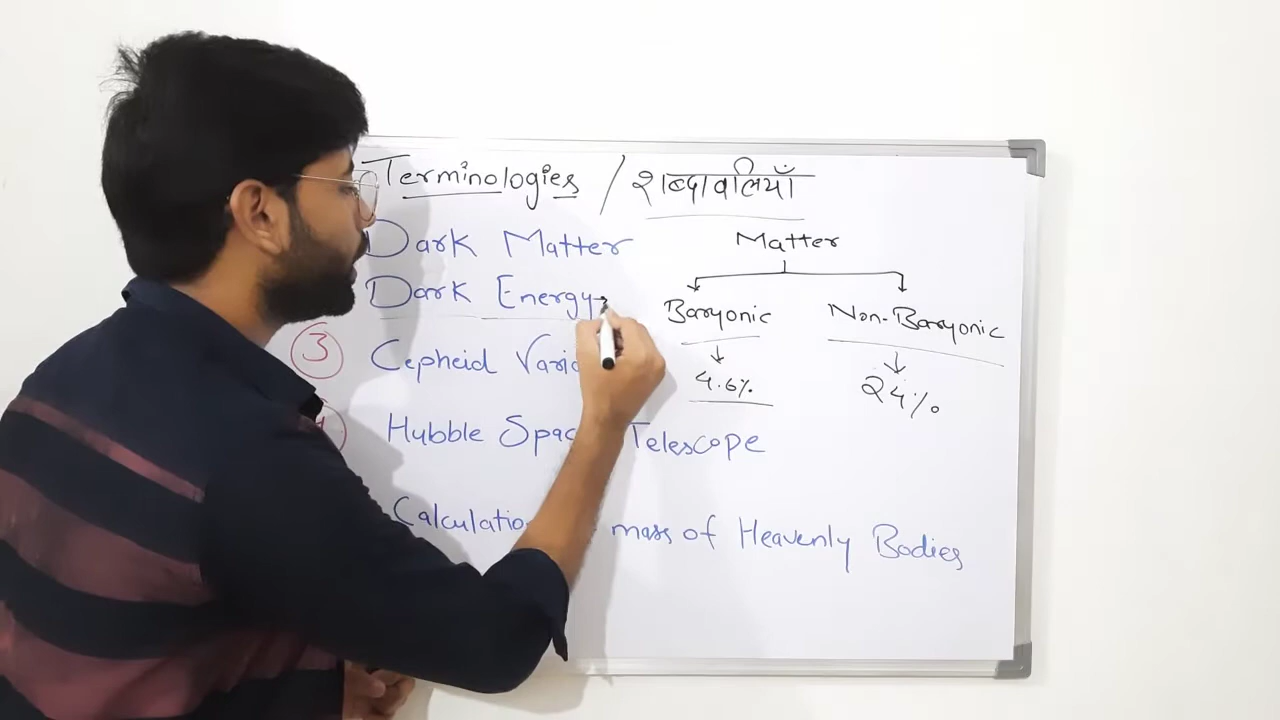 Terminologies / शब्दावलियाँ
Dark Matter
Dark Energy →
③ Cepheid
Hubble Telescope
mass of Heavenly Bodies
Matter
Baryonic Non-Baryonic
4.6% 24%